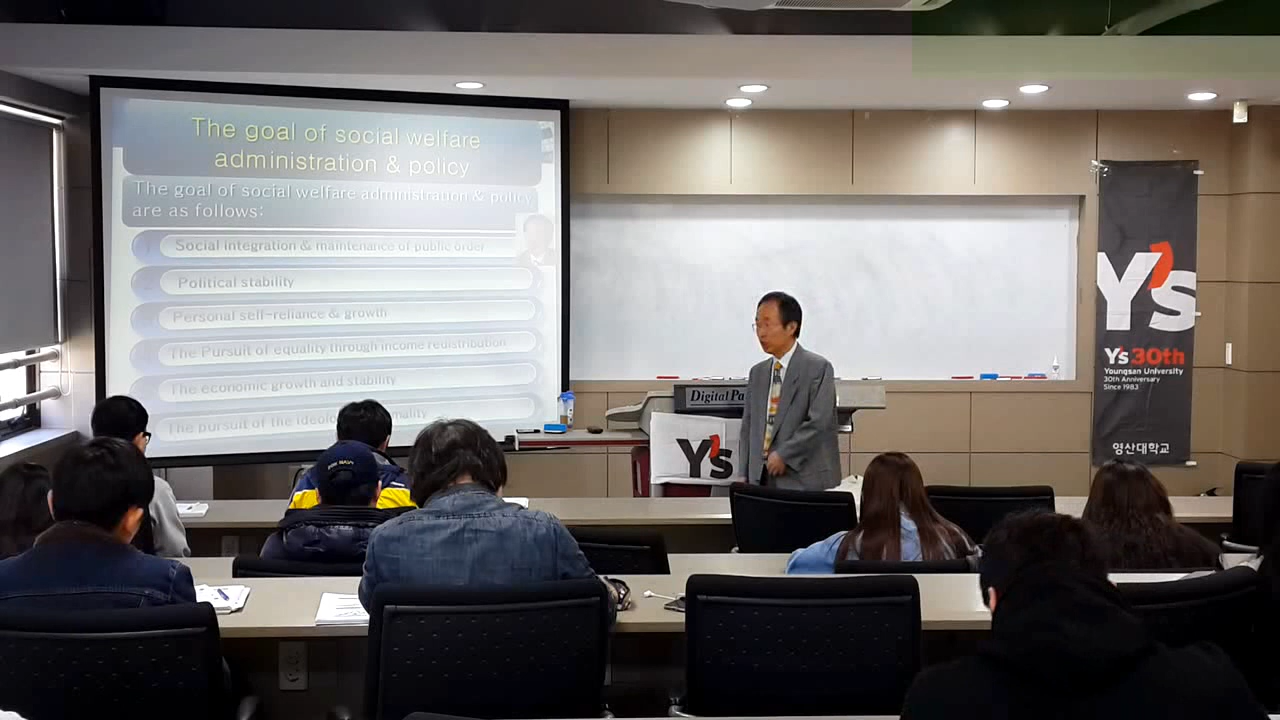 The goal of social welfare
administration & policy
The goal of social welfare administration & policy
are as follows:
Social integration & maintenance of public order
Political stability
Personal self-reliance & growth
The Pursuit of equality through income redistribution
The economic growth and stability
The pursuit of the
Digital
Y's
Y's
Y's 30th
Youngsan University
30th Anniversary
Since 1983
영산대학교
NAVY